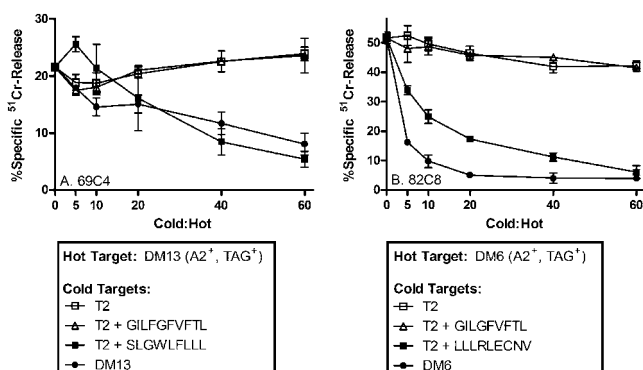 %Specific ⁵¹Cr-Release
30
20
10
0
A. 69C4
0 5 10 20 40 60
Cold:Hot
Hot Target: DM13 (A2⁺, TAG⁺)
Cold Targets:
T2
T2 + GILFGFVFTL
T2 + SLGWLFLLL
DM13
%Specific ⁵¹Cr-Release
50
40
30
20
10
0
B. 82C8
0 5 10 20 40 60
Cold:Hot
Hot Target: DM6 (A2⁺, TAG⁺)
Cold Targets:
T2
T2 + GILGFVFTL
T2 + LLLRLECNV
DM6